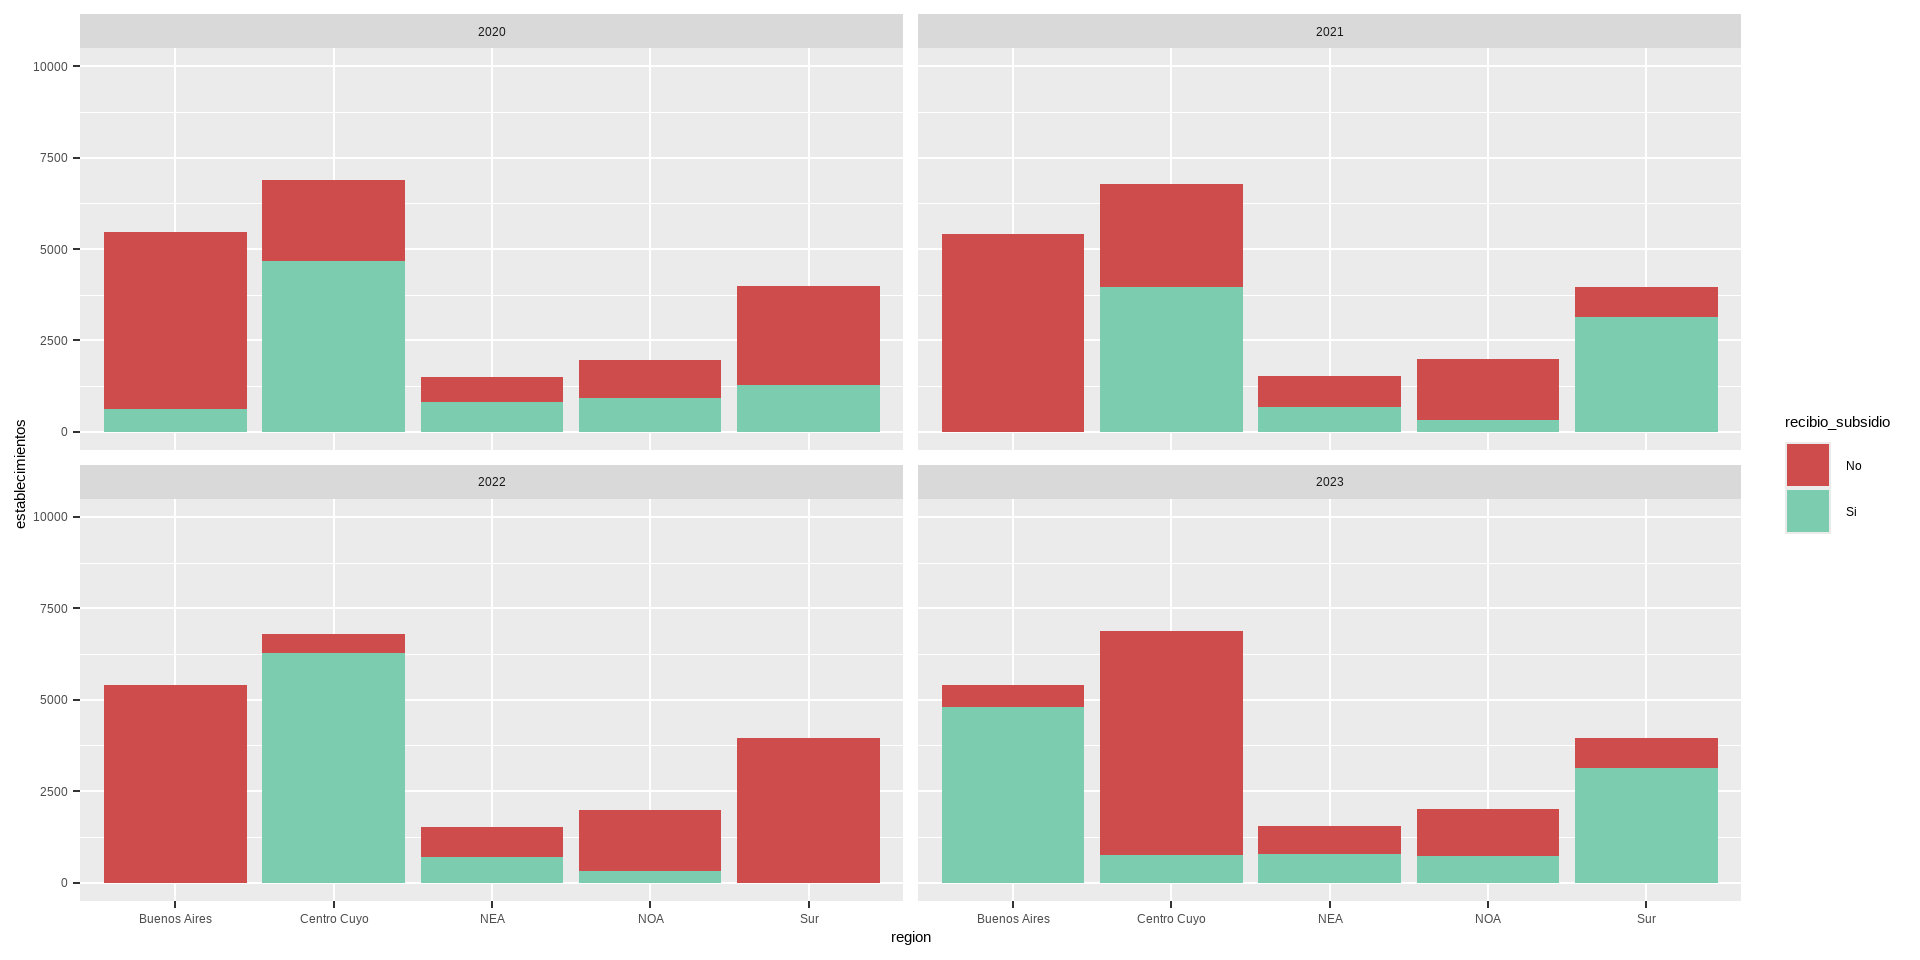 2020
2021
10000
7500
5000
2500
0
2022
2023
10000
7500
5000
2500
0
establecimientos
Buenos Aires
Centro Cuyo
NEA
NOA
Sur
Buenos Aires
Centro Cuyo
NEA
NOA
Sur
region
recibio_subsidio
No
Si